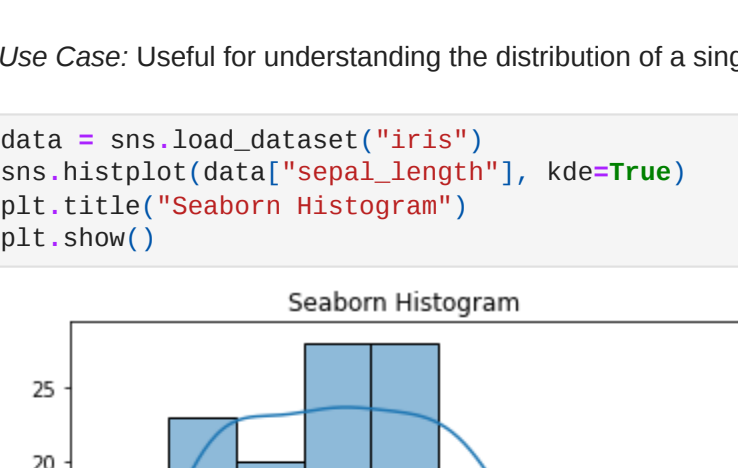 Use Case: Useful for understanding the distribution of a
data = sns.load_dataset("iris")
sns.histplot(data["sepal_length"], kde=True)
plt.title("Seaborn Histogram")
plt.show()
Seaborn Histogram
25
20